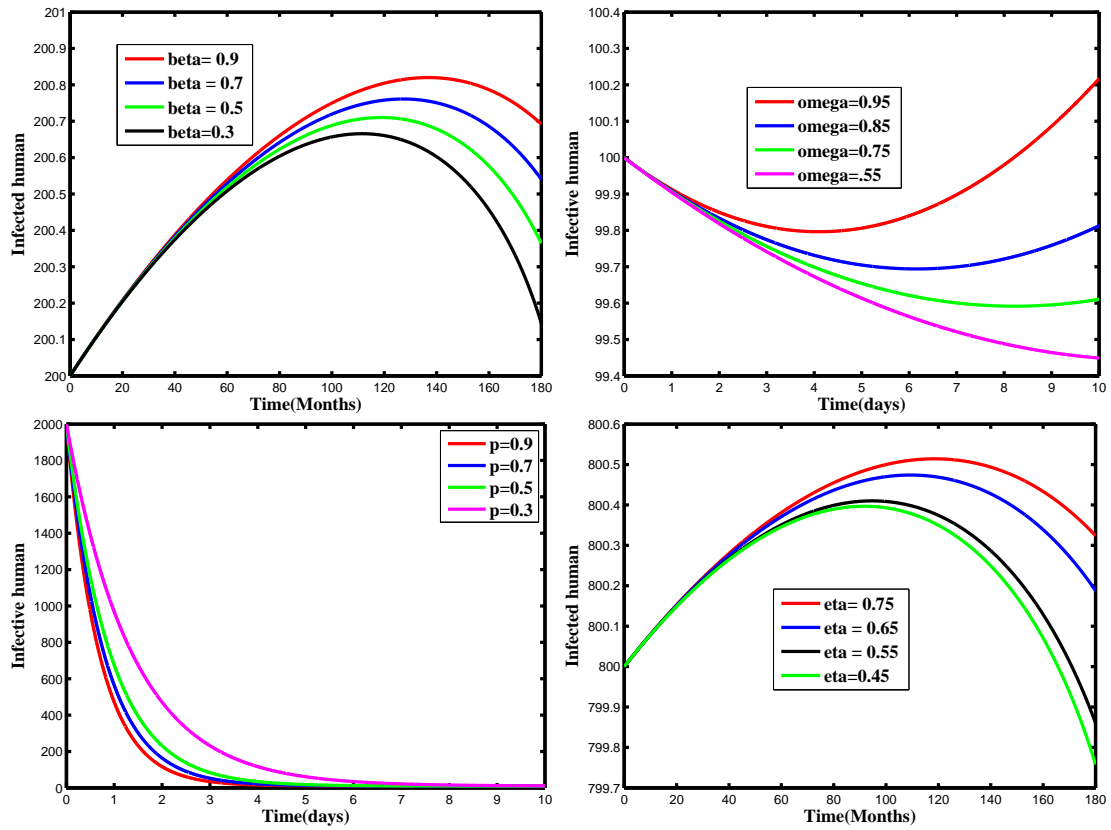 201
200.9
200.8
200.7
200.6
200.5
200.4
200.3
200.2
200.1
200
0 20 40 60 80 100 120 140 160 180
Time(Months)
Infected human
beta= 0.9
beta = 0.7
beta = 0.5
beta=0.3
100.4
100.3
100.2
100.1
100
99.9
99.8
99.7
99.6
99.5
99.4
0 1 2 3 4 5 6 7 8 9 10
Time(days)
Infective human
omega=0.95
omega=0.85
omega=0.75
omega=.55
2000
1800
1600
1400
1200
1000
800
600
400
200
0
0 1 2 3 4 5 6 7 8 9 10
Time(days)
Infective human
p=0.9
p=0.7
p=0.5
p=0.3
800.6
800.5
800.4
800.3
800.2
800.1
800
799.9
799.8
799.7
0 20 40 60 80 100 120 140 160 180
Time(Months)
Infected human
eta= 0.75
eta = 0.65
eta = 0.55
eta=0.45